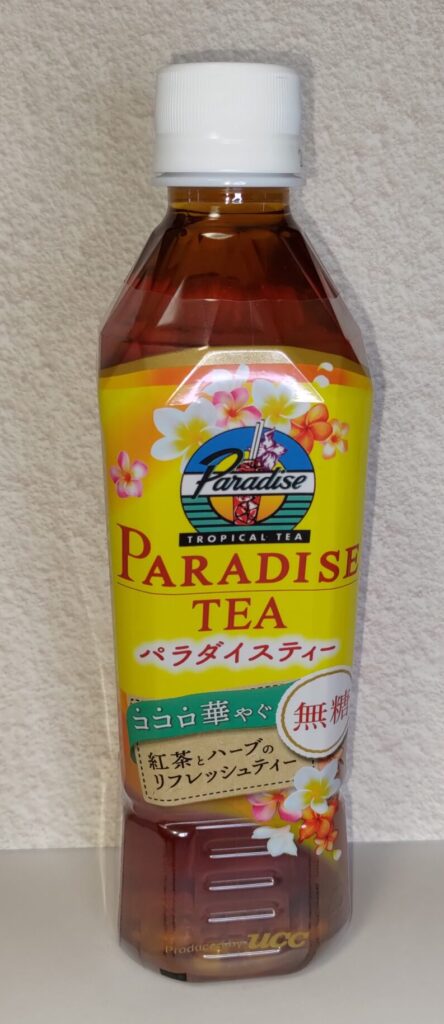 Paradise
TROPICAL TEA
PARADISE
TEA
パラダイスティー
ココロ華やぐ
無糖
紅茶とハーブの
リフレッシュティー
Produced by UCC